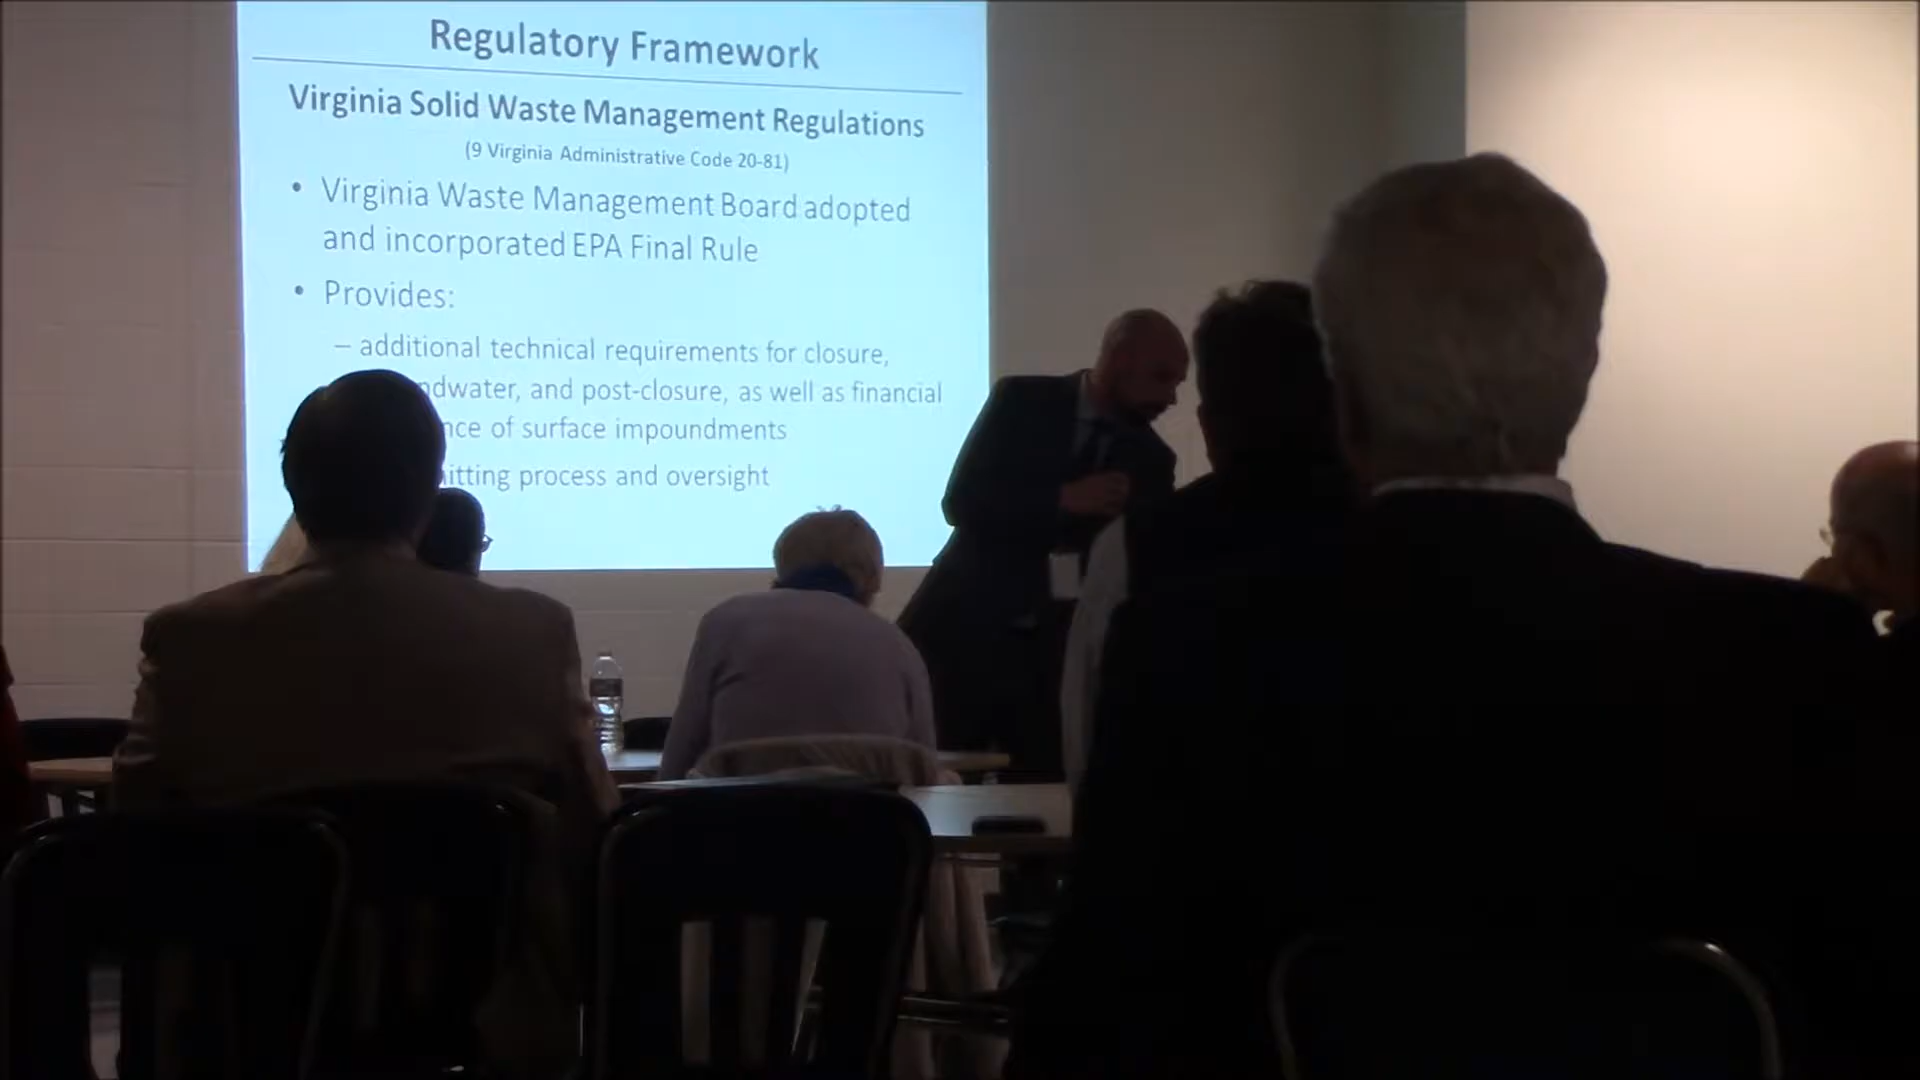 Regulatory Framework
Virginia Solid Waste Management Regulations
(9 Virginia Administrative Code 20-81)
• Virginia Waste Management Board adopted
and incorporated EPA Final Rule
• Provides:
– additional technical requirements for closure,
dwater, and post-closure, as well as financial
nce of surface impoundments
itting process and oversight